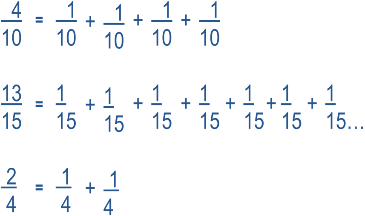 4/10 = 1/10 + 1/10 + 1/10 + 1/10
13/15 = 1/15 + 1/15 + 1/15 + 1/15 + 1/15 + 1/15 + 1/15...
2/4 = 1/4 + 1/4